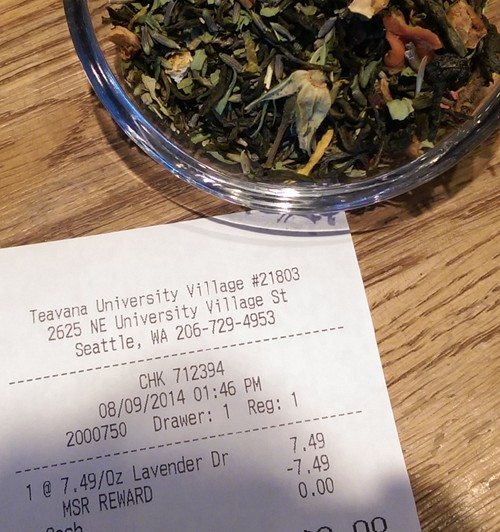 Teavana University Village #21803
2625 NE University Village St
Seattle, WA 206-729-4953
CHK 712394
08/09/2014 01:46 PM
2000750 Drawer: 1 Reg: 1
1 @ 7.49/Oz Lavender Dr 7.49
MSR REWARD -7.49
0.00
Cash